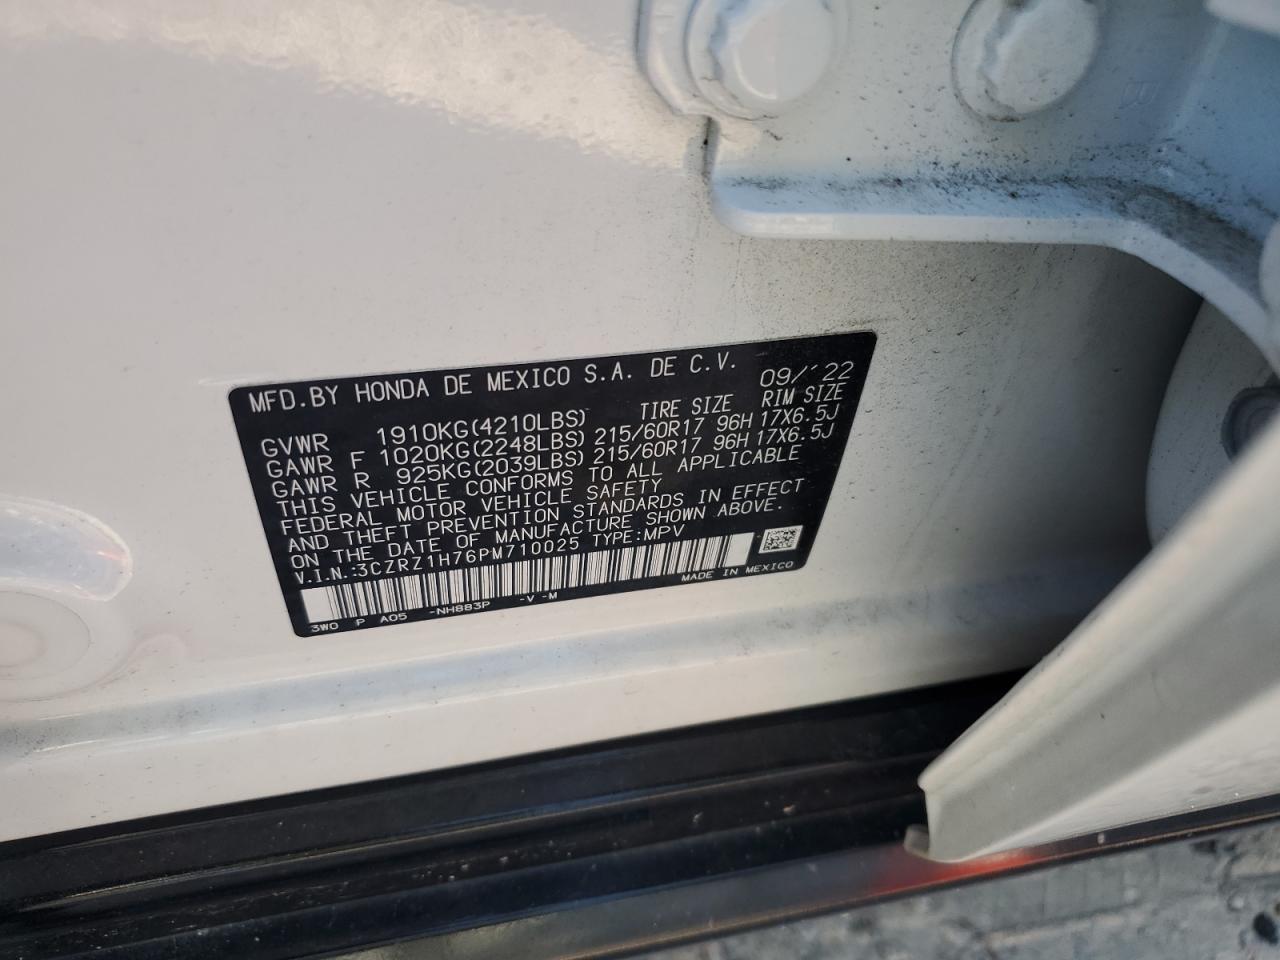 MFD.BY HONDA DE MEXICO S.A. DE C.V. 09/'22
TIRE SIZE RIM SIZE
GVWR 1910KG(4210LBS)
GAWR F 1020KG(2248LBS) 215/60R17 96H 17X6.5J
GAWR R 925KG(2039LBS) 215/60R17 96H 17X6.5J
THIS VEHICLE CONFORMS TO ALL APPLICABLE
FEDERAL MOTOR VEHICLE SAFETY
AND THEFT PREVENTION STANDARDS IN EFFECT
ON THE DATE OF MANUFACTURE SHOWN ABOVE.
V.I.N.:3CZRZ1H76PM710025 TYPE:MPV
MADE IN MEXICO
3W0 P A05 -NH883P -V -M